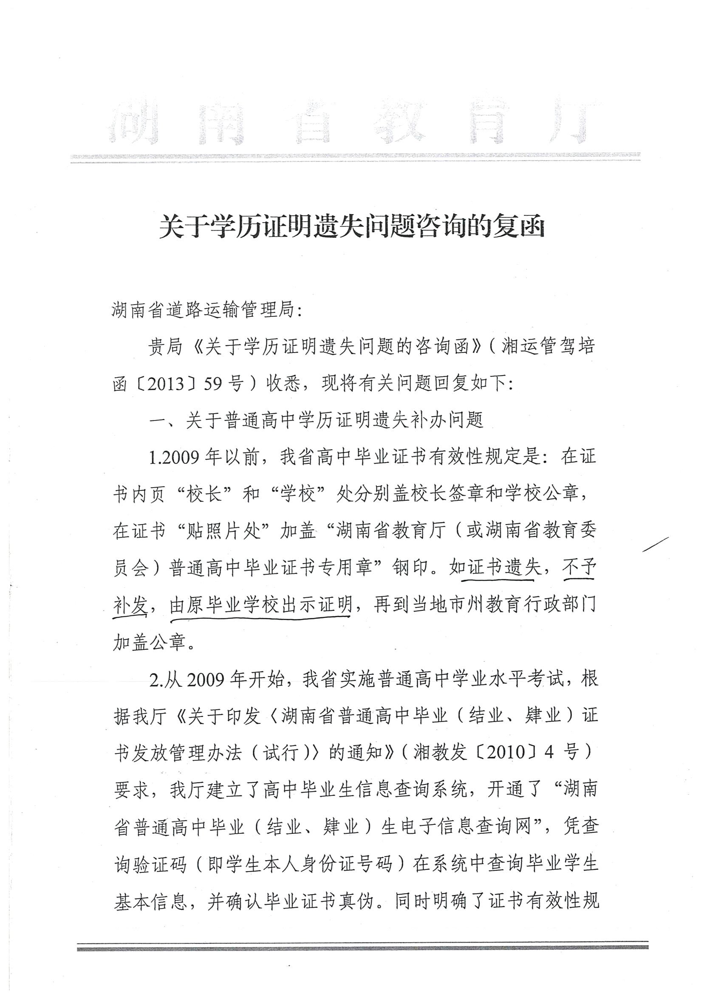 湖南省教育厅
关于学历证明遗失问题咨询的复函
湖南省道路运输管理局：
贵局《关于学历证明遗失问题的咨询函》（湘运管驾培
函〔2013〕59号）收悉，现将有关问题回复如下：
一、关于普通高中学历证明遗失补办问题
1.2009年以前，我省高中毕业证书有效性规定是：在证
书内页“校长”和“学校”处分别盖校长签章和学校公章，
在证书“贴照片处”加盖“湖南省教育厅（或湖南省教育委
员会）普通高中毕业证书专用章”钢印。如证书遗失，不予
补发，由原毕业学校出示证明，再到当地市州教育行政部门
加盖公章。
2.从2009年开始，我省实施普通高中学业水平考试，根
据我厅《关于印发〈湖南省普通高中毕业（结业、肄业）证
书发放管理办法（试行）〉的通知》（湘教发〔2010〕4 号）
要求，我厅建立了高中毕业生信息查询系统，开通了“湖南
省普通高中毕业（结业、肄业）生电子信息查询网”，凭查
询验证码（即学生本人身份证号码）在系统中查询毕业学生
基本信息，并确认毕业证书真伪。同时明确了证书有效性规